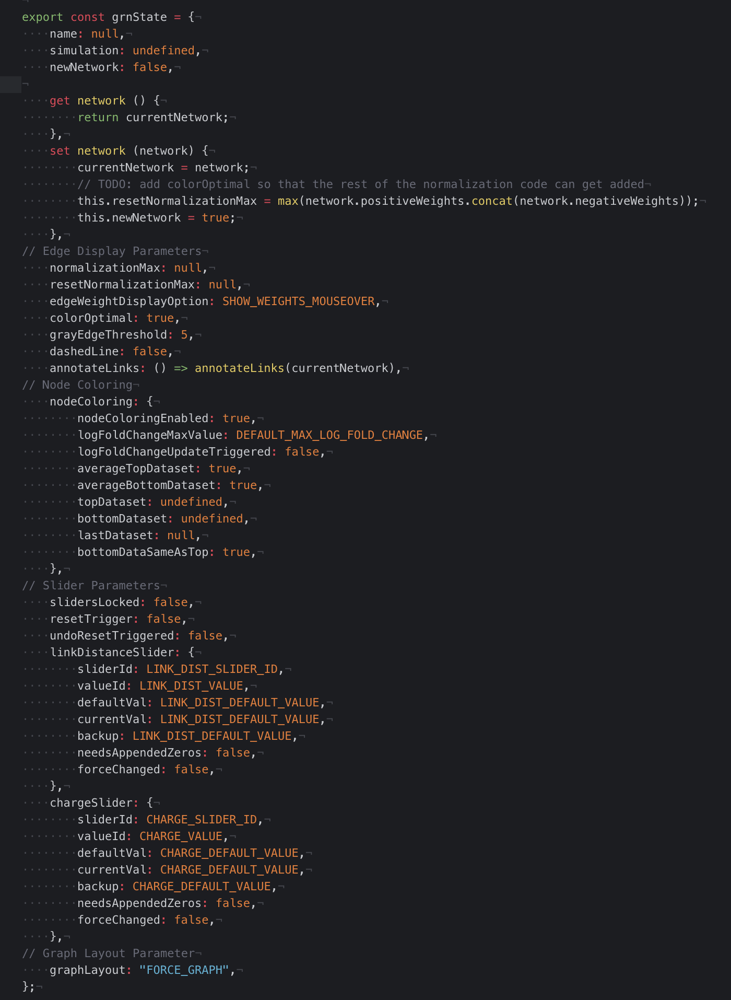 export const grnState = {¬
····name: null,¬
····simulation: undefined,¬
····newNetwork: false,¬
¬
····get network () {¬
········return currentNetwork;¬
····},¬
····set network (network) {¬
········currentNetwork = network;¬
········// TODO: add colorOptimal so that the rest of the normalization code can get added¬
········this.resetNormalizationMax = max(network.positiveWeights.concat(network.negativeWeights));¬
········this.newNetwork = true;¬
····},¬
// Edge Display Parameters¬
····normalizationMax: null,¬
····resetNormalizationMax: null,¬
····edgeWeightDisplayOption: SHOW_WEIGHTS_MOUSEOVER,¬
····colorOptimal: true,¬
····grayEdgeThreshold: 5,¬
····dashedLine: false,¬
····annotateLinks: () => annotateLinks(currentNetwork),¬
// Node Coloring¬
····nodeColoring: {¬
········nodeColoringEnabled: true,¬
········logFoldChangeMaxValue: DEFAULT_MAX_LOG_FOLD_CHANGE,¬
········logFoldChangeUpdateTriggered: false,¬
········averageTopDataset: true,¬
········averageBottomDataset: true,¬
········topDataset: undefined,¬
········bottomDataset: undefined,¬
········lastDataset: null,¬
········bottomDataSameAsTop: true,¬
····},¬
// Slider Parameters¬
····slidersLocked: false,¬
····resetTrigger: false,¬
····undoResetTriggered: false,¬
····linkDistanceSlider: {¬
········sliderId: LINK_DIST_SLIDER_ID,¬
········valueId: LINK_DIST_VALUE,¬
········defaultVal: LINK_DIST_DEFAULT_VALUE,¬
········currentVal: LINK_DIST_DEFAULT_VALUE,¬
········backup: LINK_DIST_DEFAULT_VALUE,¬
········needsAppendedZeros: false,¬
········forceChanged: false,¬
····},¬
····chargeSlider: {¬
········sliderId: CHARGE_SLIDER_ID,¬
········valueId: CHARGE_VALUE,¬
········defaultVal: CHARGE_DEFAULT_VALUE,¬
········currentVal: CHARGE_DEFAULT_VALUE,¬
········backup: CHARGE_DEFAULT_VALUE,¬
········needsAppendedZeros: false,¬
········forceChanged: false,¬
····},¬
// Graph Layout Parameter¬
····graphLayout: "FORCE_GRAPH",¬
};¬